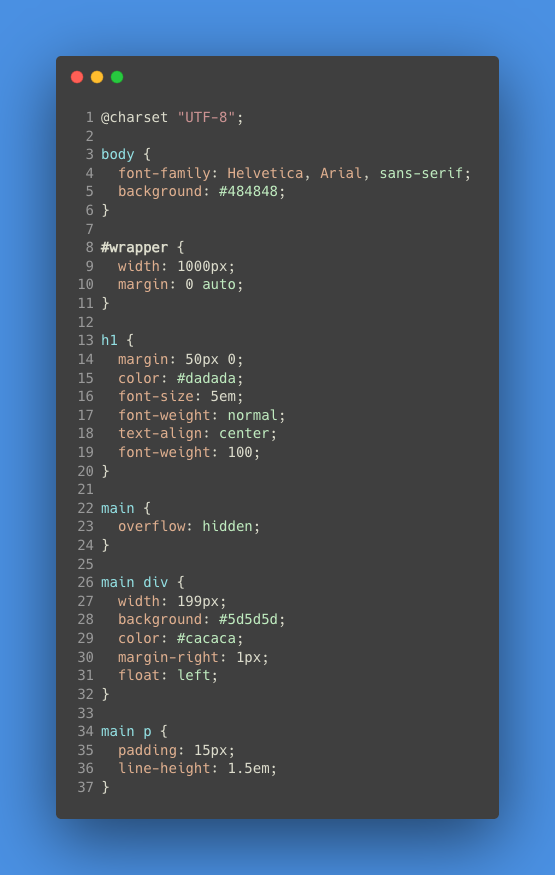 1 @charset "UTF-8";
2
3 body {
4   font-family: Helvetica, Arial, sans-serif;
5   background: #484848;
6 }
7
8 #wrapper {
9   width: 1000px;
10   margin: 0 auto;
11 }
12
13 h1 {
14   margin: 50px 0;
15   color: #dadada;
16   font-size: 5em;
17   font-weight: normal;
18   text-align: center;
19   font-weight: 100;
20 }
21
22 main {
23   overflow: hidden;
24 }
25
26 main div {
27   width: 199px;
28   background: #5d5d5d;
29   color: #cacaca;
30   margin-right: 1px;
31   float: left;
32 }
33
34 main p {
35   padding: 15px;
36   line-height: 1.5em;
37 }